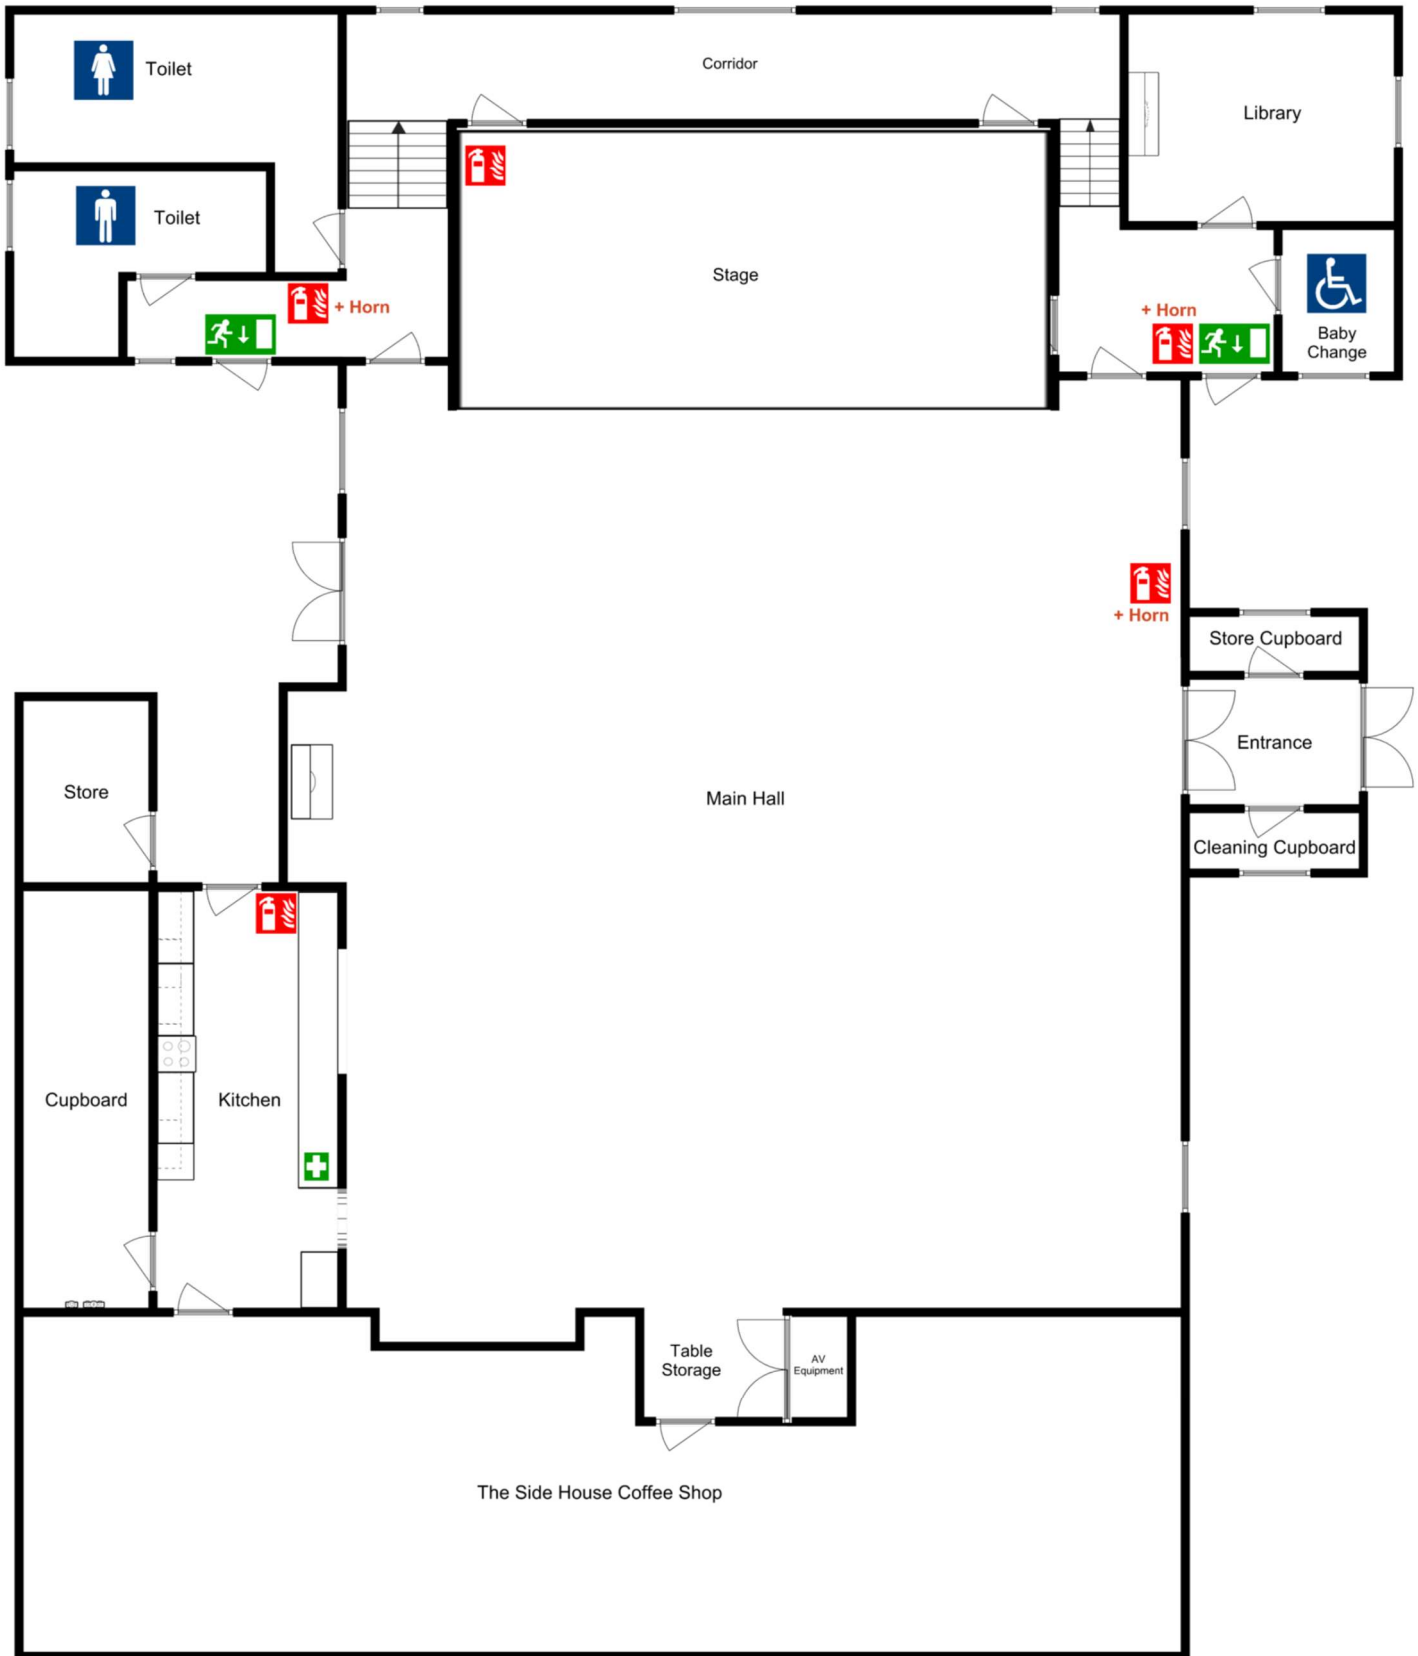 Toilet
Corridor
Library
Toilet
Stage
+ Horn
+ Horn
Baby
Change
+ Horn
Store Cupboard
Entrance
Store
Main Hall
Cleaning Cupboard
Cupboard
Kitchen
Table
Storage
AV
Equipment
The Side House Coffee Shop